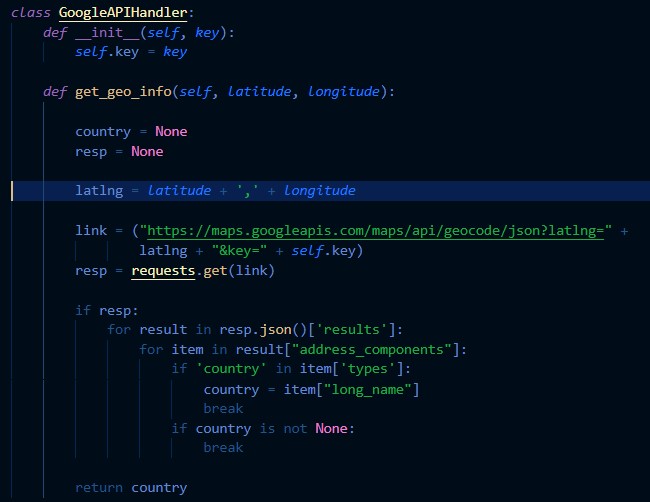 class GoogleAPIHandler:
    def __init__(self, key):
        self.key = key

    def get_geo_info(self, latitude, longitude):

        country = None
        resp = None

        latlng = latitude + ',' + longitude

        link = ("https://maps.googleapis.com/maps/api/geocode/json?latlng=" +
                latlng + "&key=" + self.key)
        resp = requests.get(link)

        if resp:
            for result in resp.json()['results']:
                for item in result["address_components"]:
                    if 'country' in item['types']:
                        country = item["long_name"]
                        break
                    if country is not None:
                        break

        return country